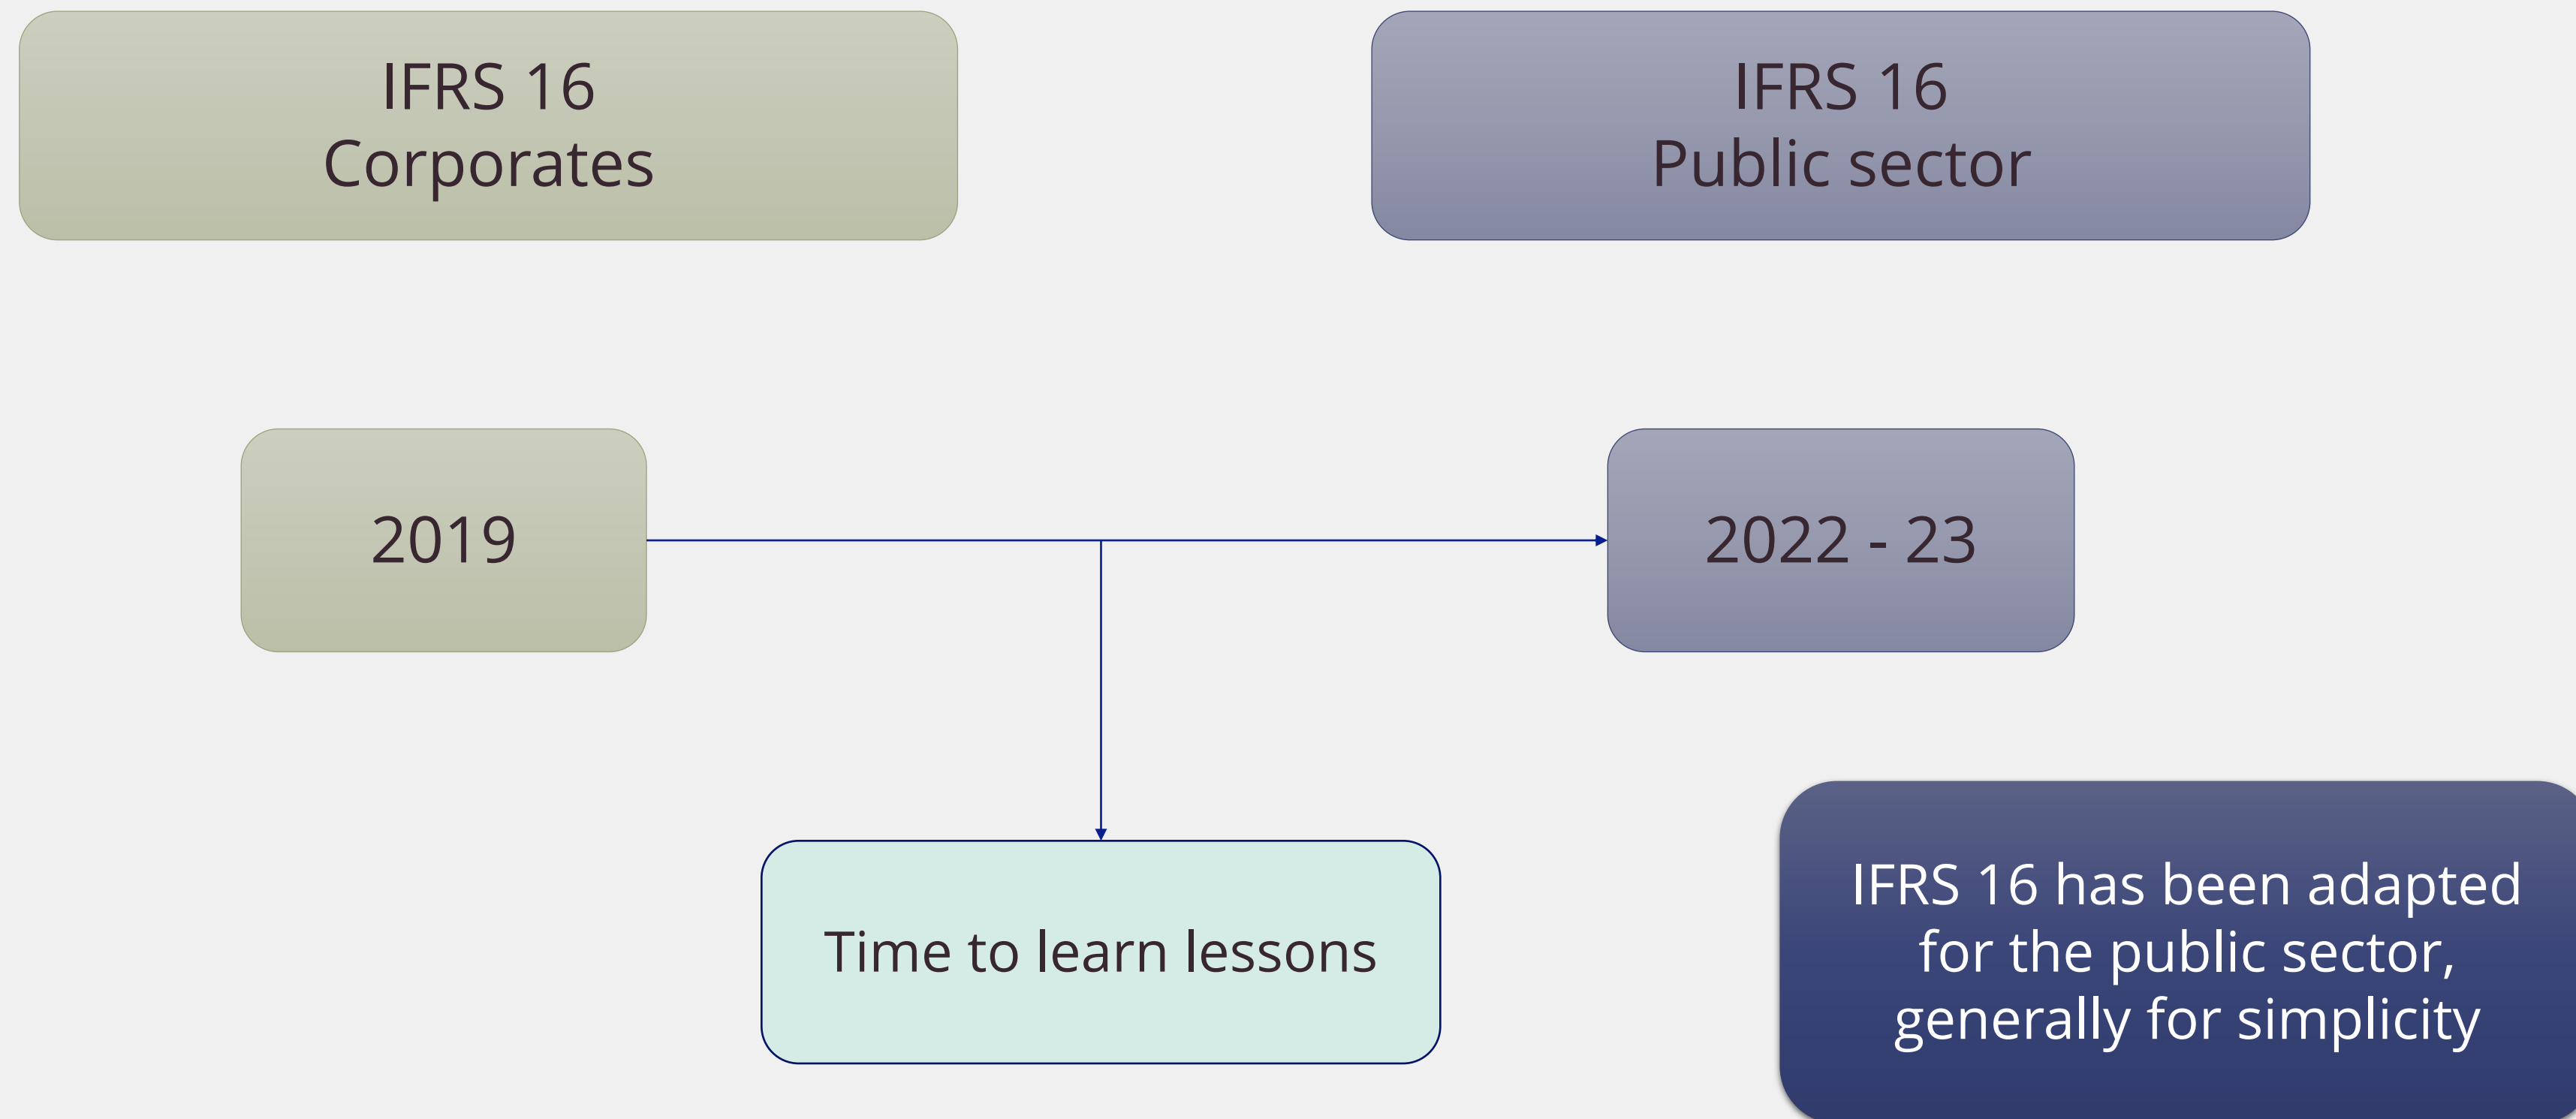 IFRS 16
Corporates
IFRS 16
Public sector
2019
2022 - 23
Time to learn lessons
IFRS 16 has been adapted
for the public sector,
generally for simplicity